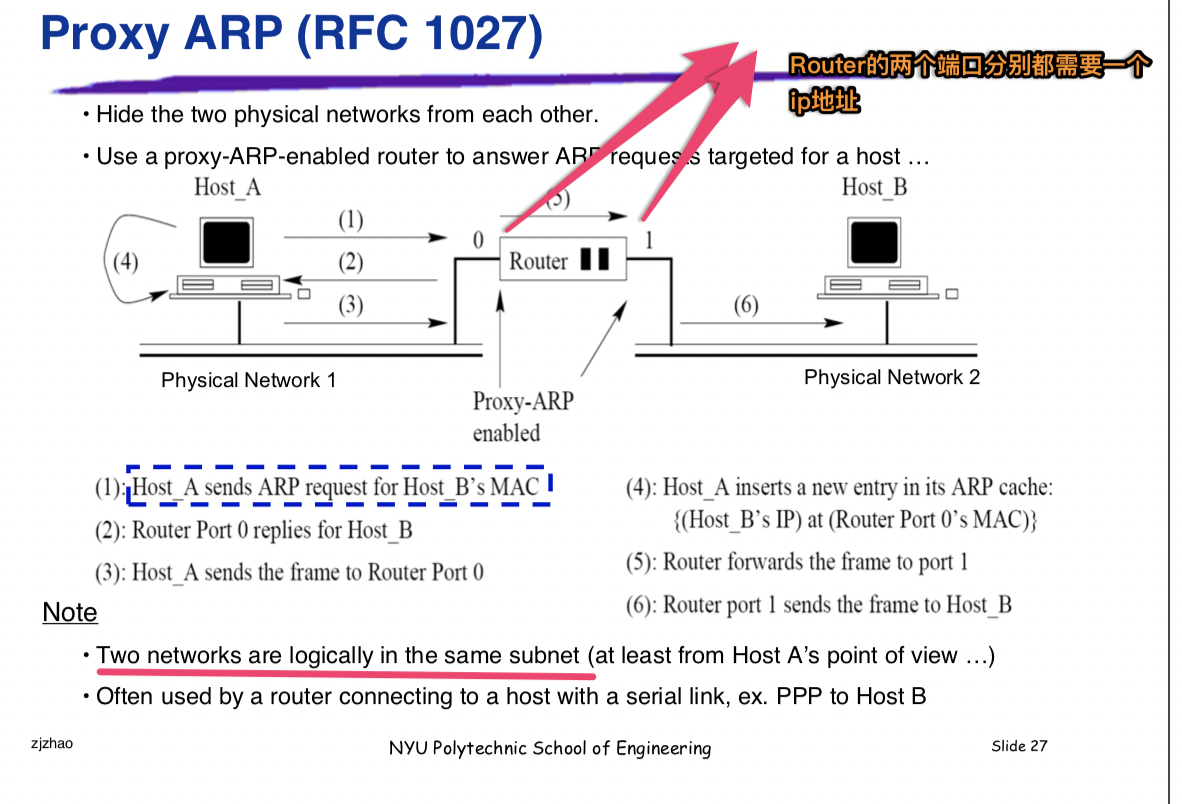 Proxy ARP (RFC 1027)
Router的两个端口分别都需要一个
ip地址
• Hide the two physical networks from each other.
• Use a proxy-ARP-enabled router to answer ARP requests targeted for a host …
Host_A
Host_B
(1)
(2)
(3)
(4)
(5)
0
Router
1
(6)
Physical Network 1
Physical Network 2
Proxy-ARP
enabled
(1): Host_A sends ARP request for Host_B's MAC
(2): Router Port 0 replies for Host_B
(3): Host_A sends the frame to Router Port 0
(4): Host_A inserts a new entry in its ARP cache:
{(Host_B's IP) at (Router Port 0's MAC)}
(5): Router forwards the frame to port 1
(6): Router port 1 sends the frame to Host_B
Note
• Two networks are logically in the same subnet (at least from Host A's point of view …)
• Often used by a router connecting to a host with a serial link, ex. PPP to Host B
zjzhao
NYU Polytechnic School of Engineering
Slide 27